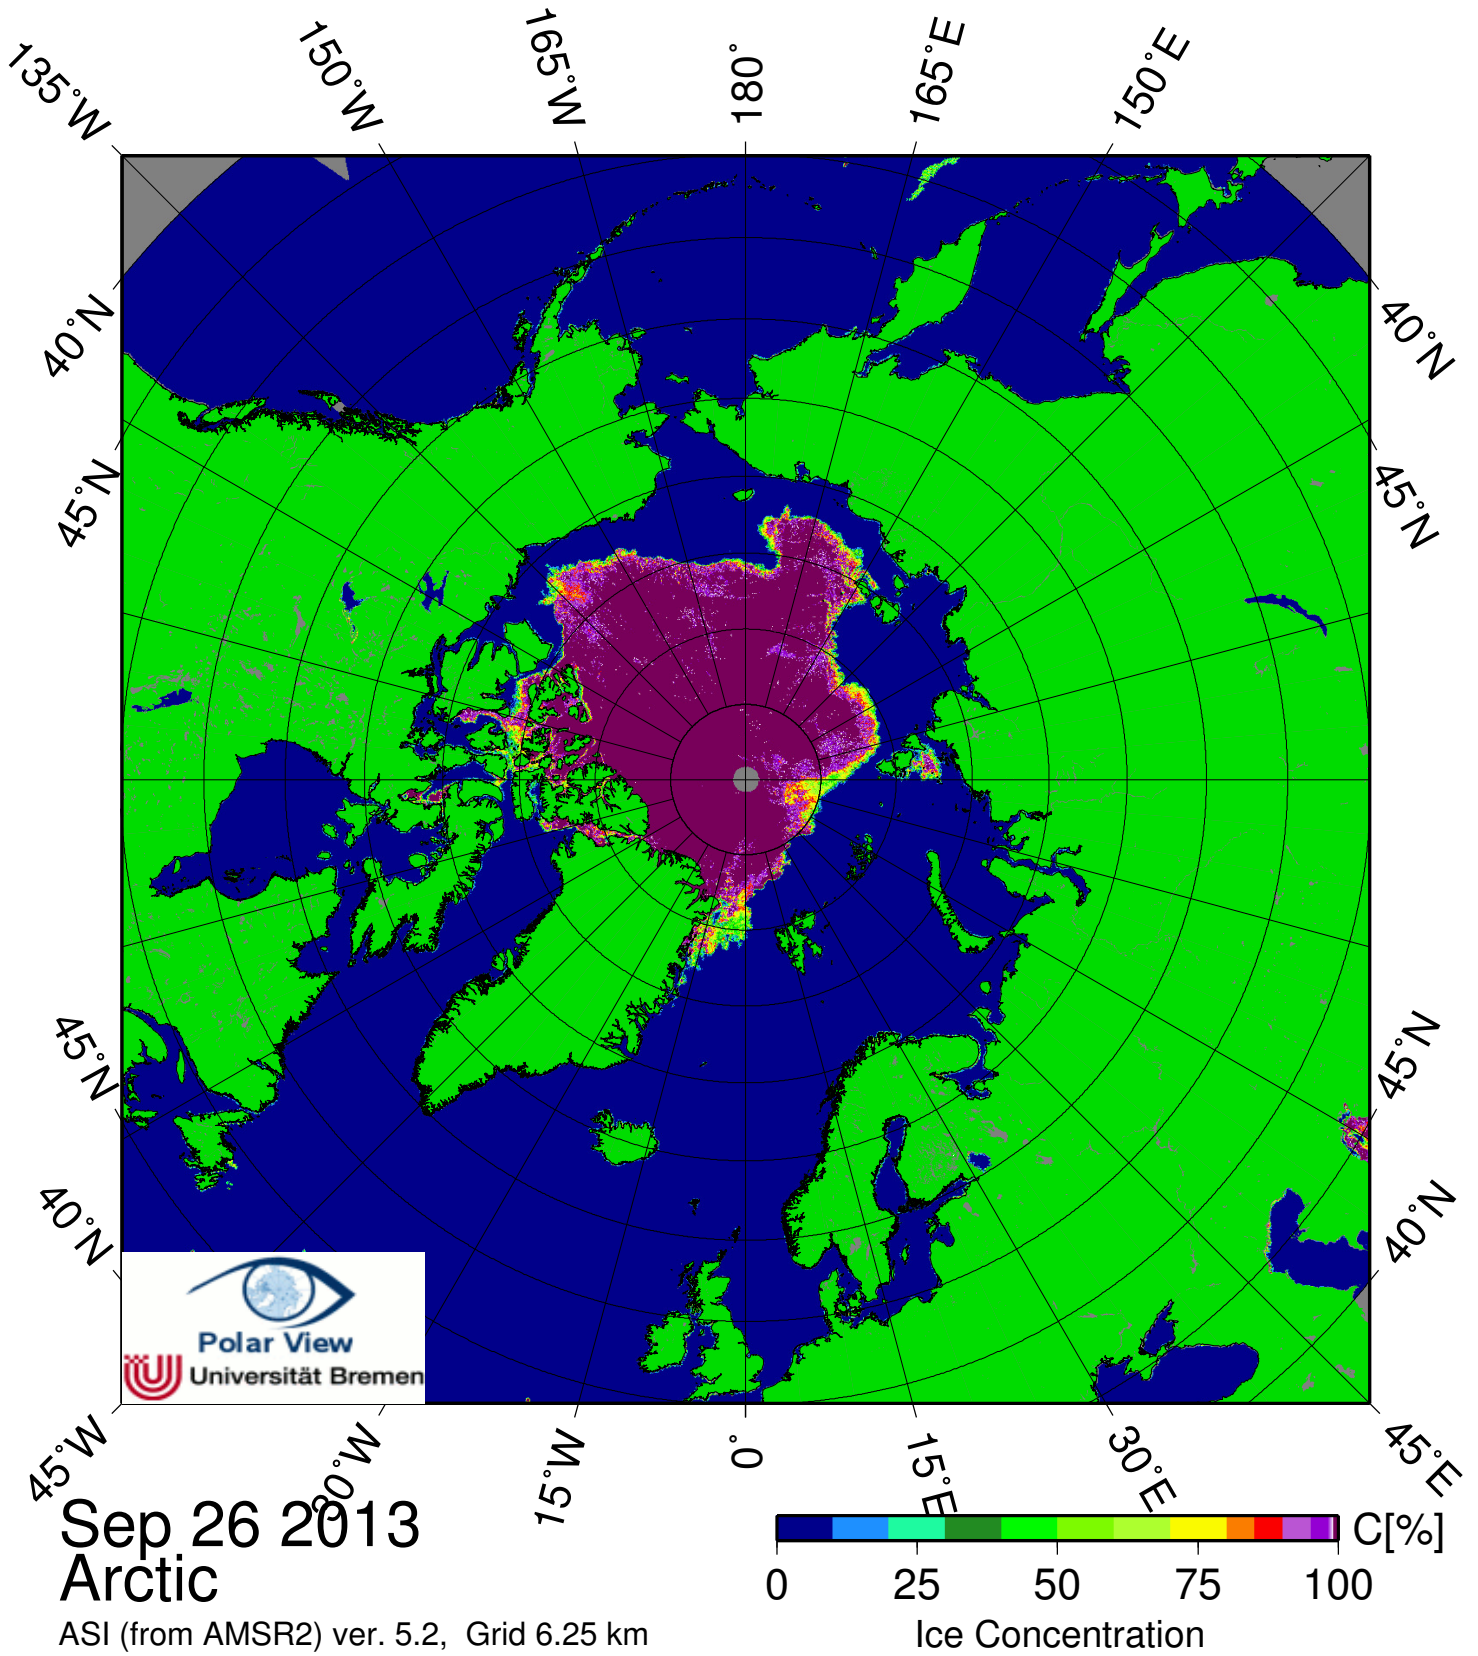 135°W
150°W
165°W
180°
165°E
150°E
40°N
40°N
45°N
45°N
45°N
45°N
40°N
40°N
Polar View
Universität Bremen
45°W
30°W
15°W
0°
15°E
30°E
45°E
Sep 26 2013
Arctic
ASI (from AMSR2) ver. 5.2, Grid 6.25 km
C[%]
0 25 50 75 100
Ice Concentration